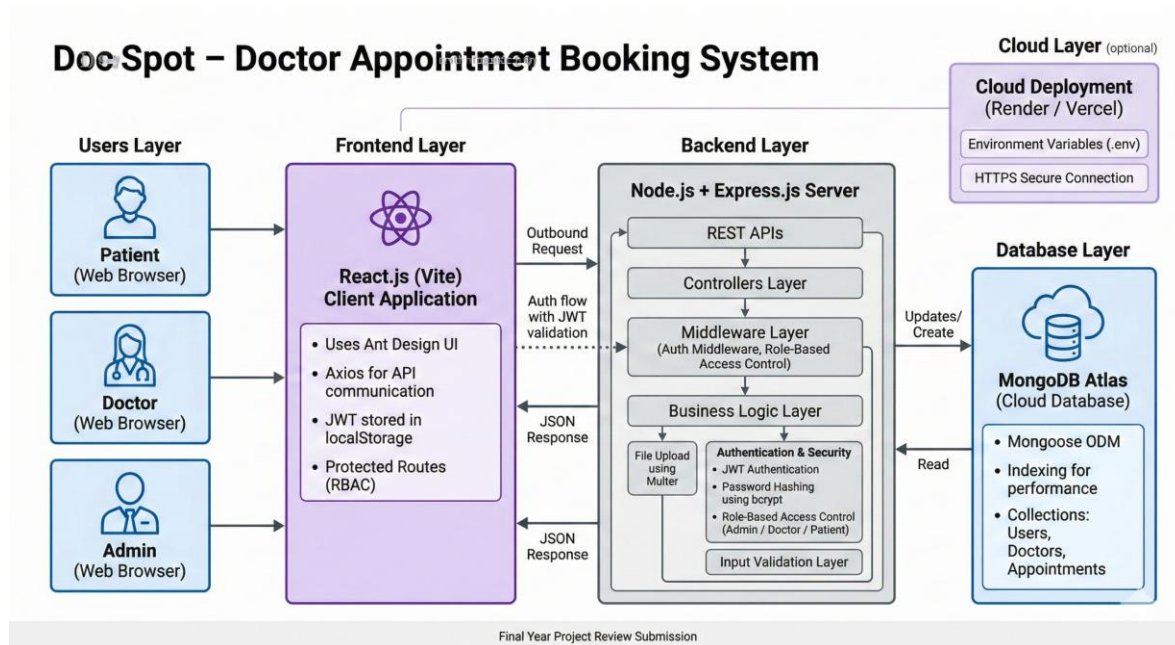 Doc Spot – Doctor Appointment Booking System
Cloud Layer (optional)
Cloud Deployment
(Render / Vercel)
Environment Variables (.env)
HTTPS Secure Connection
Users Layer
Patient
(Web Browser)
Doctor
(Web Browser)
Admin
(Web Browser)
Frontend Layer
React.js (Vite)
Client Application
• Uses Ant Design UI
• Axios for API
communication
• JWT stored in
localStorage
• Protected Routes
(RBAC)
Outbound
Request
Auth flow
with JWT
validation
JSON
Response
JSON
Response
Backend Layer
Node.js + Express.js Server
REST APIs
Controllers Layer
Middleware Layer
(Auth Middleware, Role-Based
Access Control)
Business Logic Layer
File Upload
using
Multer
Authentication & Security
• JWT Authentication
• Password Hashing
using bcrypt
• Role-Based Access Control
(Admin / Doctor / Patient)
Input Validation Layer
Updates/
Create
Read
Database Layer
MongoDB Atlas
(Cloud Database)
• Mongoose ODM
• Indexing for
performance
• Collections:
Users,
Doctors,
Appointments
Final Year Project Review Submission